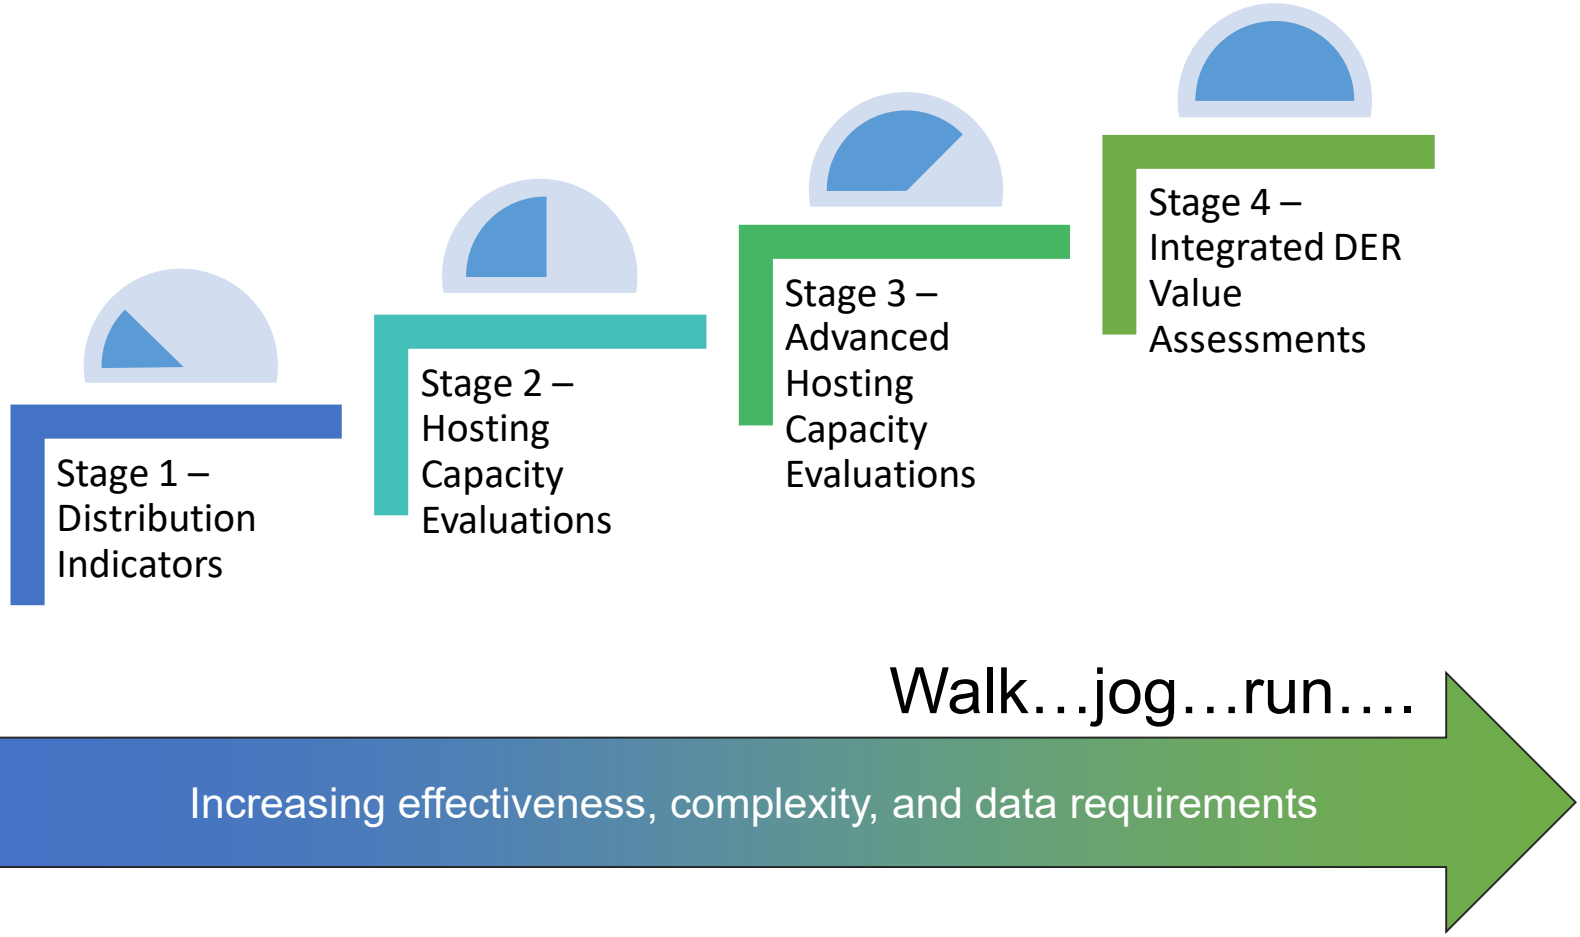 Stage 1 –
Distribution
Indicators
Stage 2 –
Hosting
Capacity
Evaluations
Stage 3 –
Advanced
Hosting
Capacity
Evaluations
Stage 4 –
Integrated DER
Value
Assessments
Walk…jog…run….
Increasing effectiveness, complexity, and data requirements